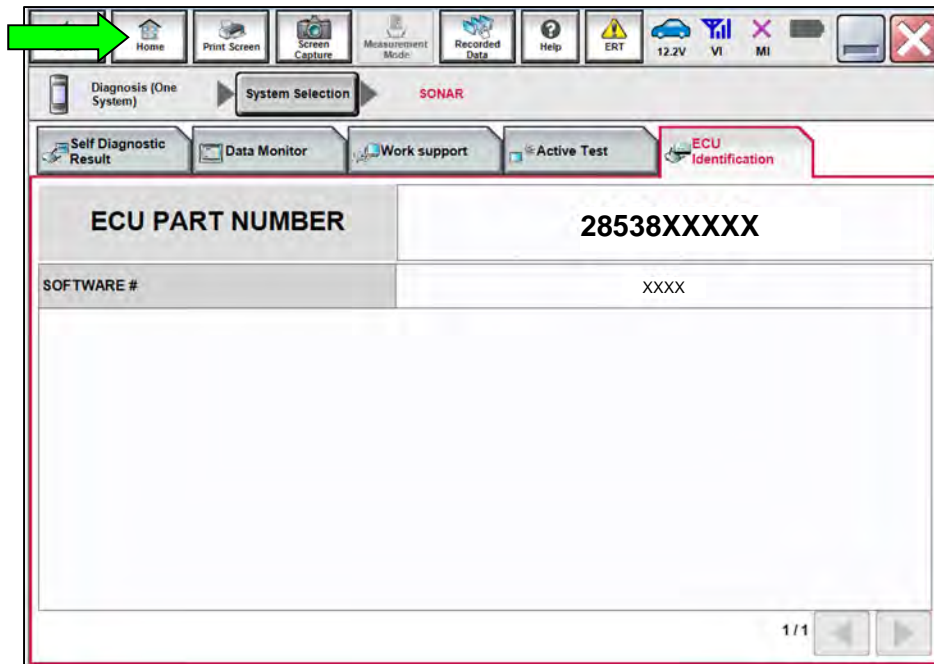 Home
Print Screen
Screen
Capture
Measurement
Mode
Recorded
Data
Help
ERT
12.2V
VI
MI
Diagnosis (One
System)
System Selection
SONAR
Self Diagnostic
Result
Data Monitor
Work support
Active Test
ECU
Identification
ECU PART NUMBER
28538XXXXX
SOFTWARE #
XXXX
1/1